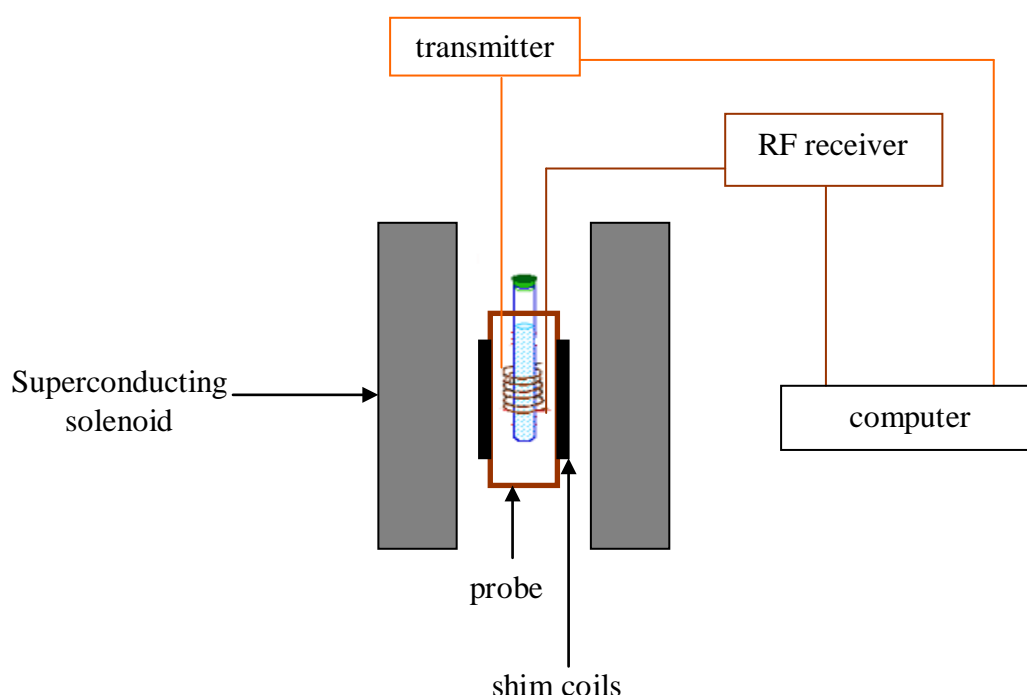 transmitter
RF receiver
Superconducting
solenoid
computer
probe
shim coils